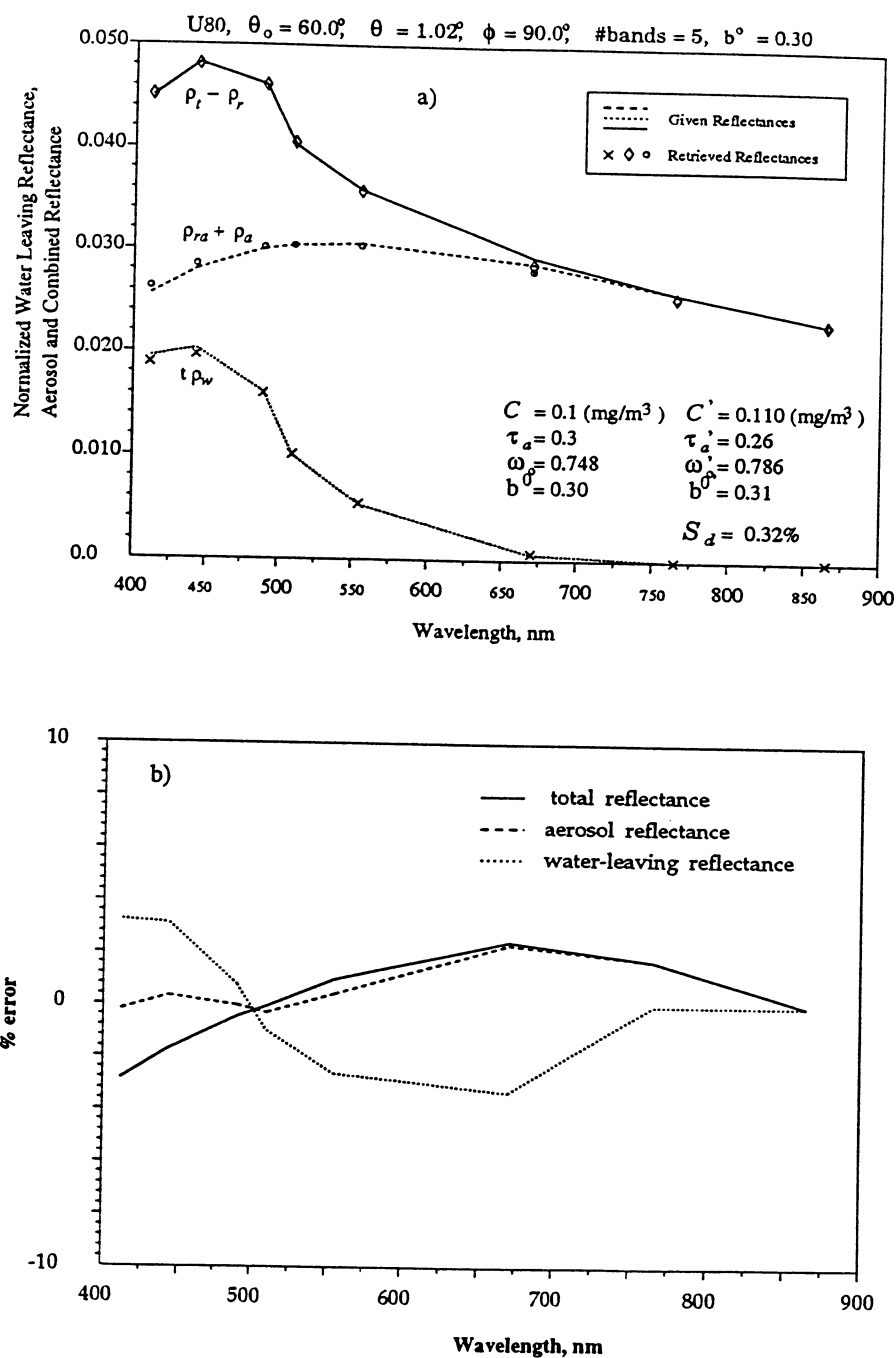 U80, θo = 60.0°, θ = 1.02°, ϕ = 90.0°, #bands = 5, b° = 0.30
Normalized Water Leaving Reflectance,
Aerosol and Combined Reflectance
0.050
0.040
0.030
0.020
0.010
0.0
a)
ρt − ρr
ρra + ρa
t ρw
Given Reflectances
× ◊ ∘ Retrieved Reflectances
C = 0.1 (mg/m³) C' = 0.110 (mg/m³)
τa = 0.3 τa' = 0.26
ωo = 0.748 ωo' = 0.786
b⁰ = 0.30 b⁰' = 0.31
Sd = 0.32%
400 450 500 550 600 650 700 750 800 850 900
Wavelength, nm
b)
10
0
-10
% error
total reflectance
aerosol reflectance
water-leaving reflectance
400 500 600 700 800 900
Wavelength, nm